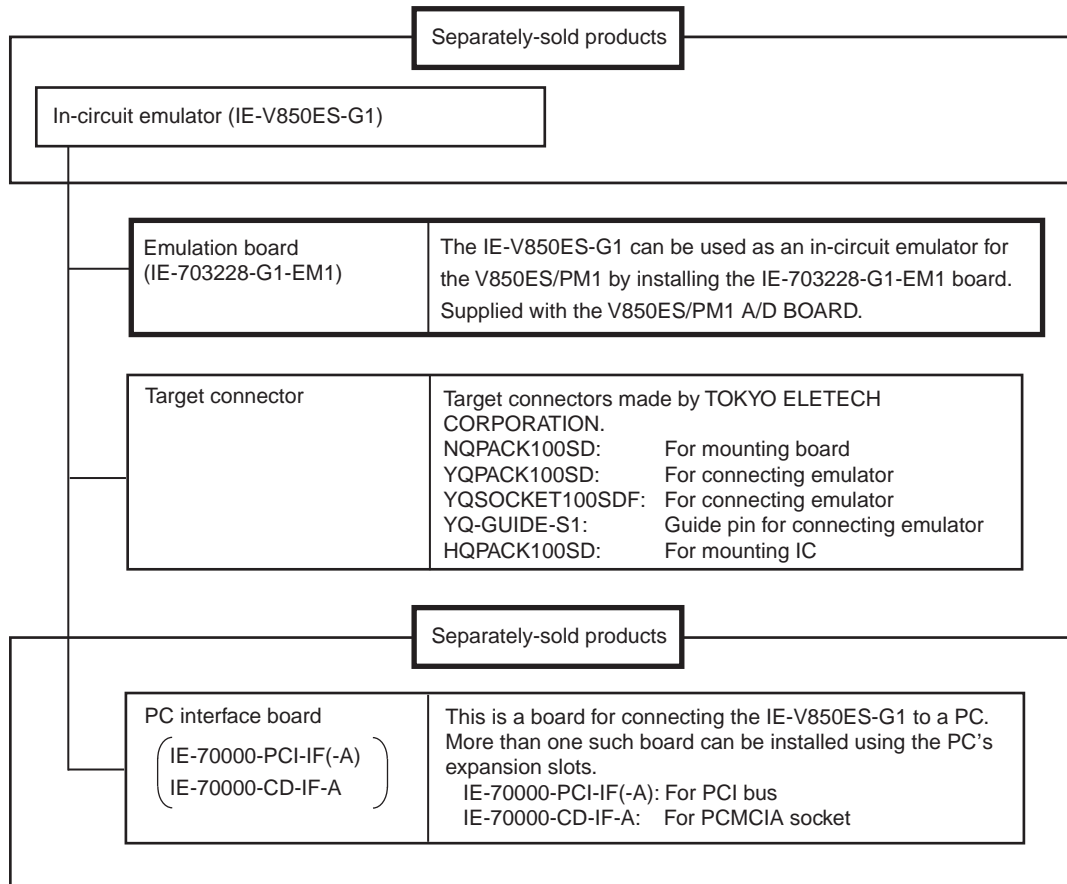 Separately-sold products
In-circuit emulator (IE-V850ES-G1)
Emulation board
(IE-703228-G1-EM1)
The IE-V850ES-G1 can be used as an in-circuit emulator for
the V850ES/PM1 by installing the IE-703228-G1-EM1 board.
Supplied with the V850ES/PM1 A/D BOARD.
Target connector
Target connectors made by TOKYO ELETECH
CORPORATION.
NQPACK100SD: For mounting board
YQPACK100SD: For connecting emulator
YQSOCKET100SDF: For connecting emulator
YQ-GUIDE-S1: Guide pin for connecting emulator
HQPACK100SD: For mounting IC
Separately-sold products
PC interface board
IE-70000-PCI-IF(-A)
IE-70000-CD-IF-A
This is a board for connecting the IE-V850ES-G1 to a PC.
More than one such board can be installed using the PC’s
expansion slots.
IE-70000-PCI-IF(-A): For PCI bus
IE-70000-CD-IF-A: For PCMCIA socket